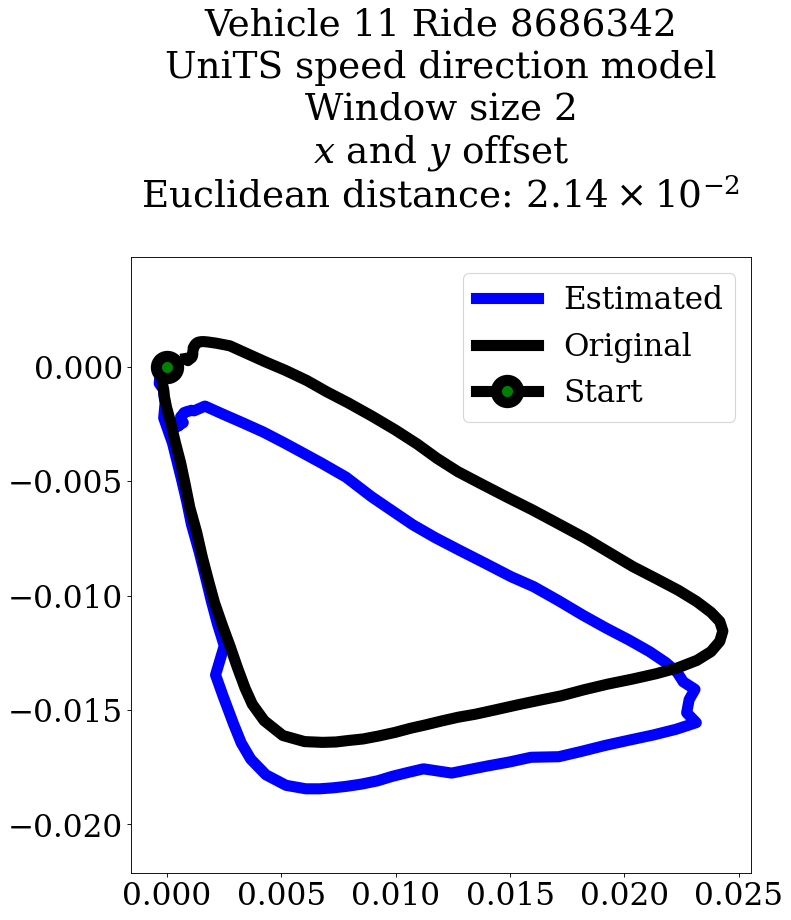 Vehicle 11 Ride 8686342
UniTS speed direction model
Window size 2
x and y offset
Euclidean distance: 2.14 × 10⁻²
Estimated
Original
Start
0.000
−0.005
−0.010
−0.015
−0.020
0.000 0.005 0.010 0.015 0.020 0.025